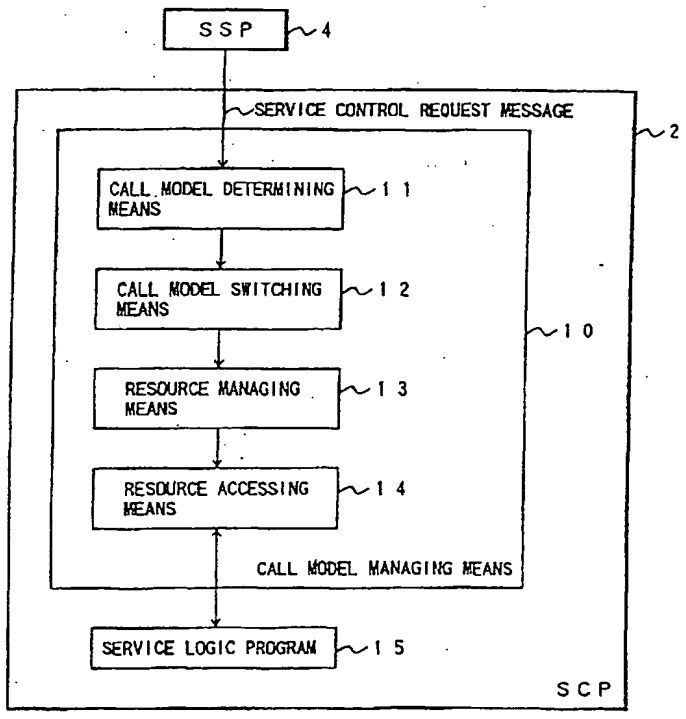 SSP 4
SERVICE CONTROL REQUEST MESSAGE
2
CALL MODEL DETERMINING
MEANS
11
CALL MODEL SWITCHING
MEANS
12
10
RESOURCE MANAGING
MEANS
13
RESOURCE ACCESSING
MEANS
14
CALL MODEL MANAGING MEANS
SERVICE LOGIC PROGRAM 15
SCP